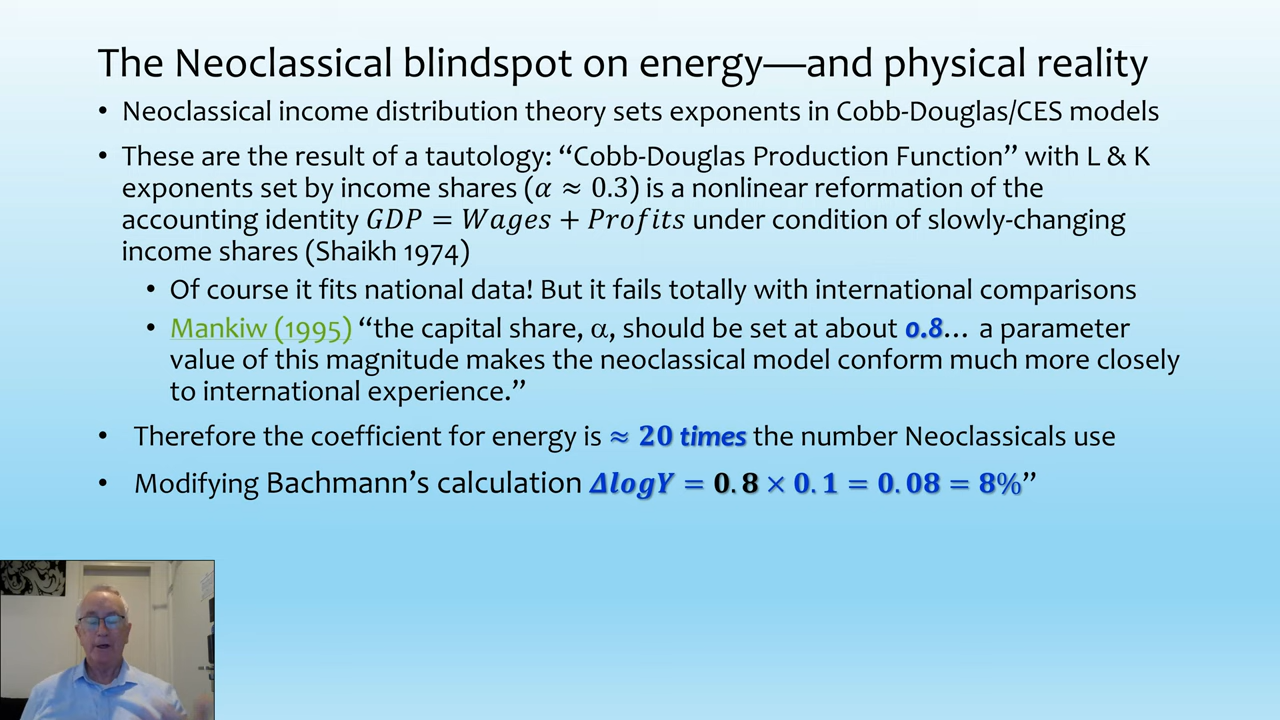 The Neoclassical blindspot on energy—and physical reality
• Neoclassical income distribution theory sets exponents in Cobb-Douglas/CES models
• These are the result of a tautology: “Cobb-Douglas Production Function” with L & K
exponents set by income shares (𝛼 ≈ 0.3) is a nonlinear reformation of the
accounting identity 𝐺𝐷𝑃 = 𝑊𝑎𝑔𝑒𝑠 + 𝑃𝑟𝑜𝑓𝑖𝑡𝑠 under condition of slowly-changing
income shares (Shaikh 1974)
• Of course it fits national data! But it fails totally with international comparisons
• Mankiw (1995) “the capital share, α, should be set at about 0.8… a parameter
value of this magnitude makes the neoclassical model conform much more closely
to international experience.”
• Therefore the coefficient for energy is ≈ 20 times the number Neoclassicals use
• Modifying Bachmann’s calculation ΔlogY = 0.8 × 0.1 = 0.08 = 8%”